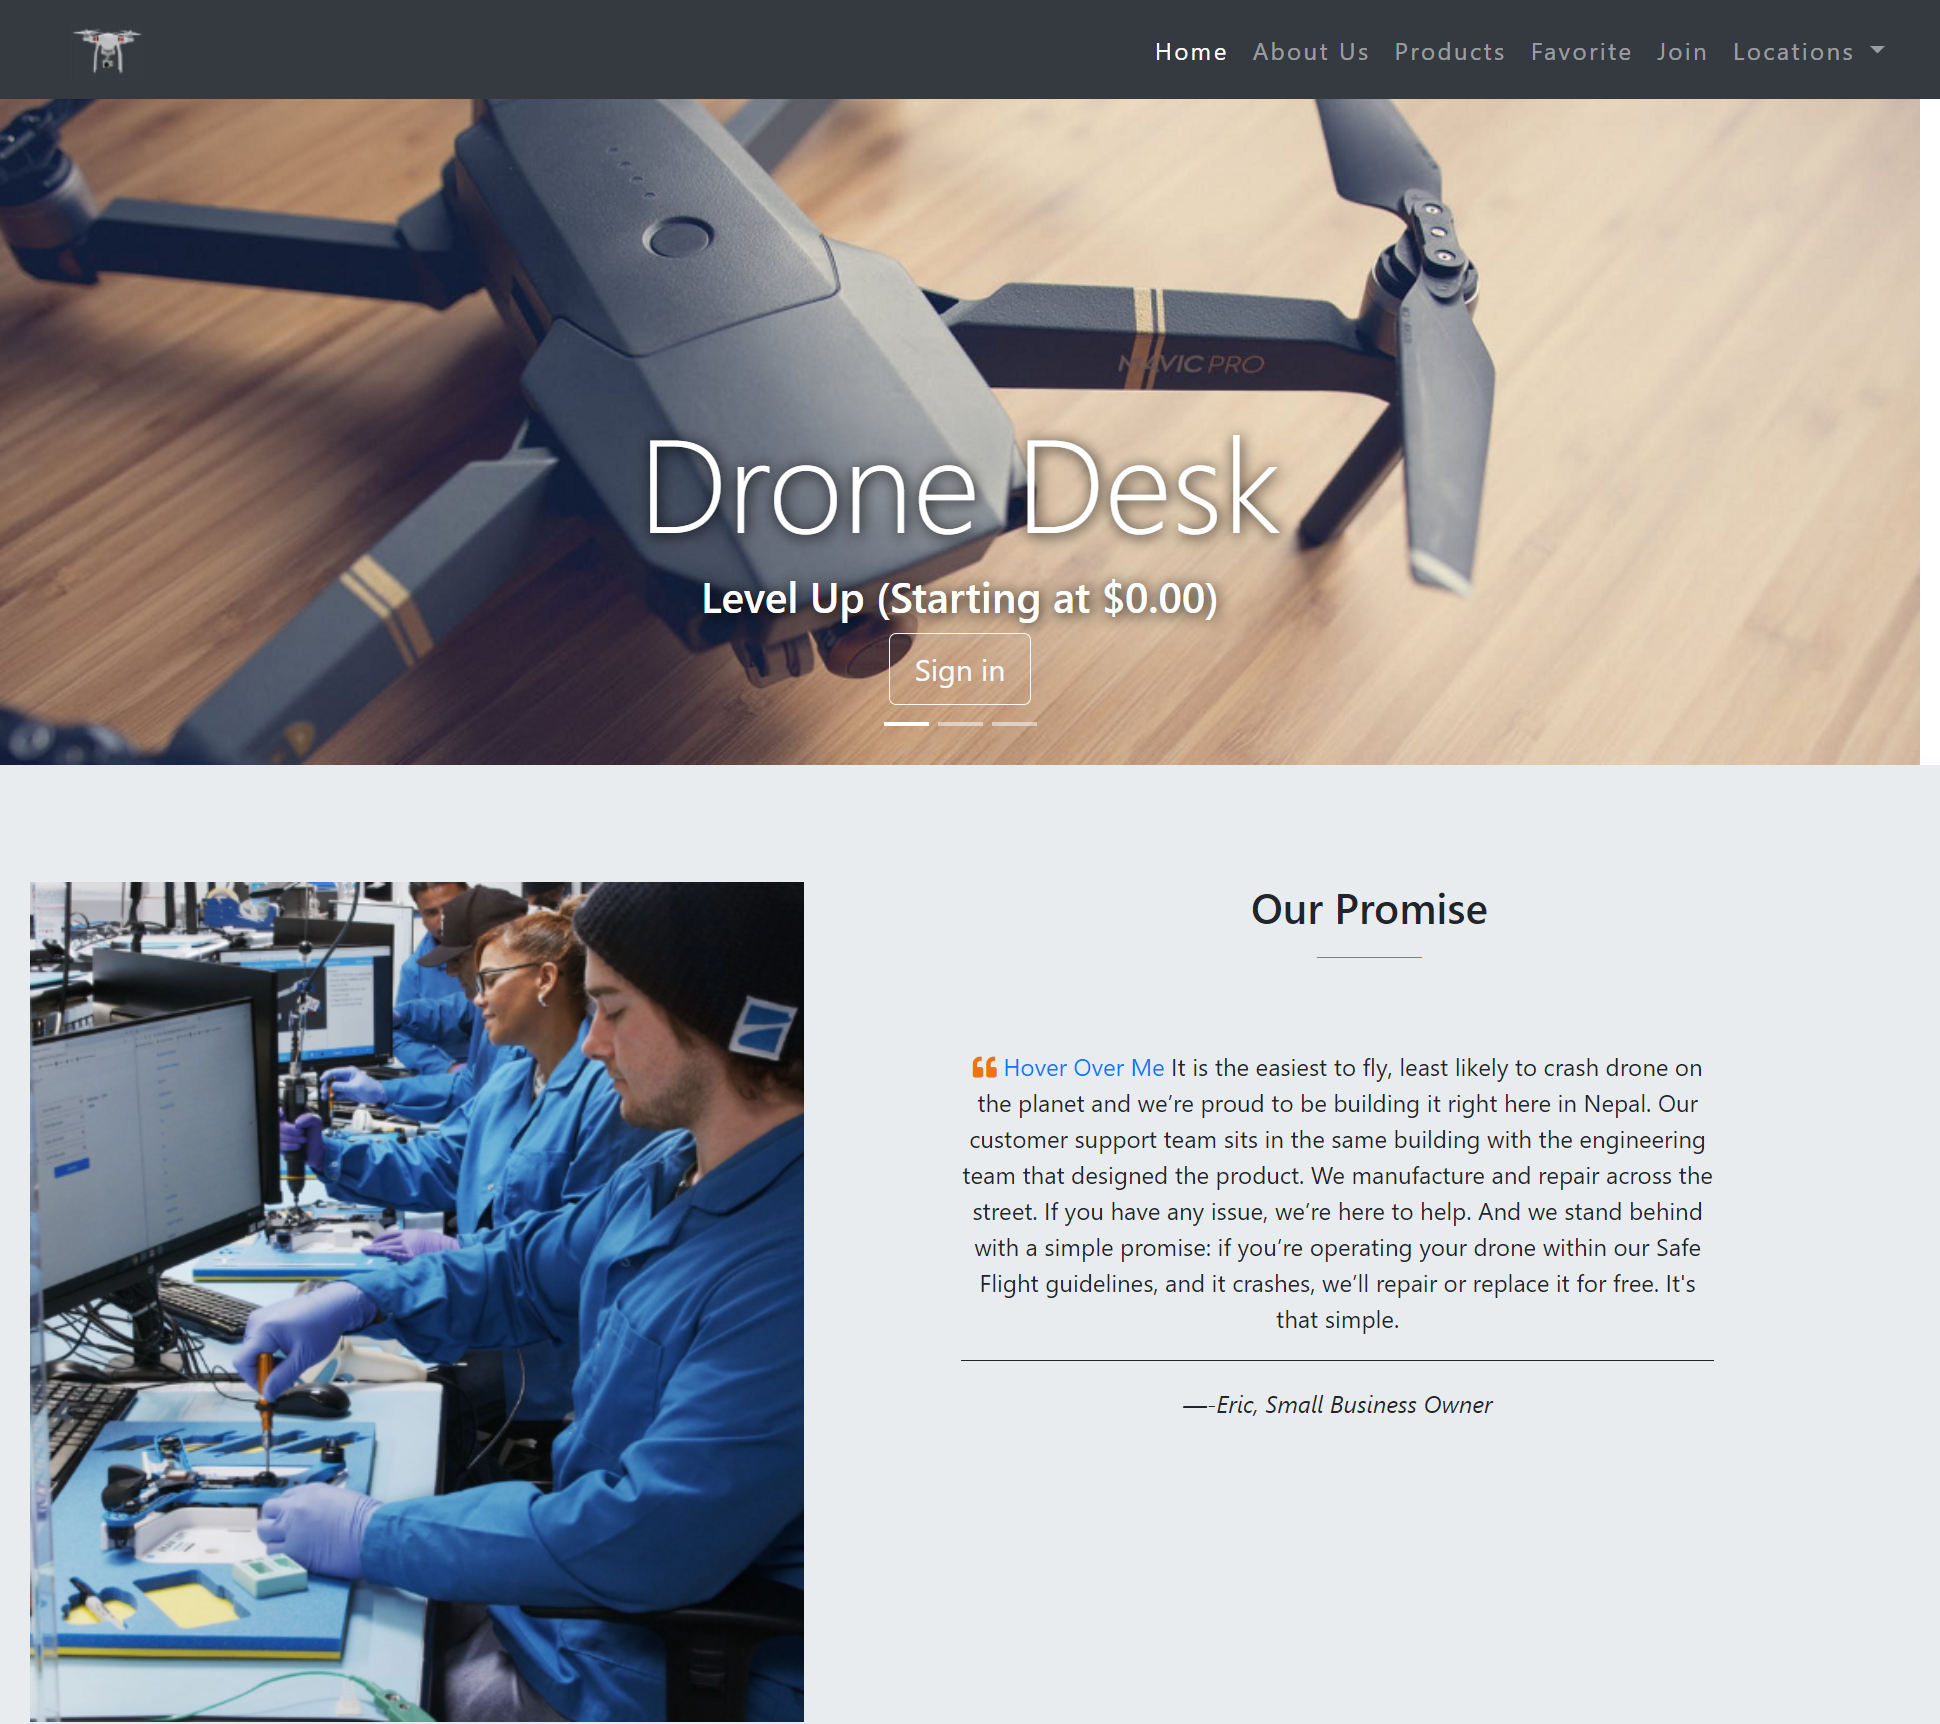 Home About Us Products Favorite Join Locations
MAVIC PRO
Drone Desk
Level Up (Starting at $0.00)
Sign in
Our Promise
Hover Over Me It is the easiest to fly, least likely to crash drone on
the planet and we’re proud to be building it right here in Nepal. Our
customer support team sits in the same building with the engineering
team that designed the product. We manufacture and repair across the
street. If you have any issue, we’re here to help. And we stand behind
with a simple promise: if you’re operating your drone within our Safe
Flight guidelines, and it crashes, we’ll repair or replace it for free. It's
that simple.
—-Eric, Small Business Owner